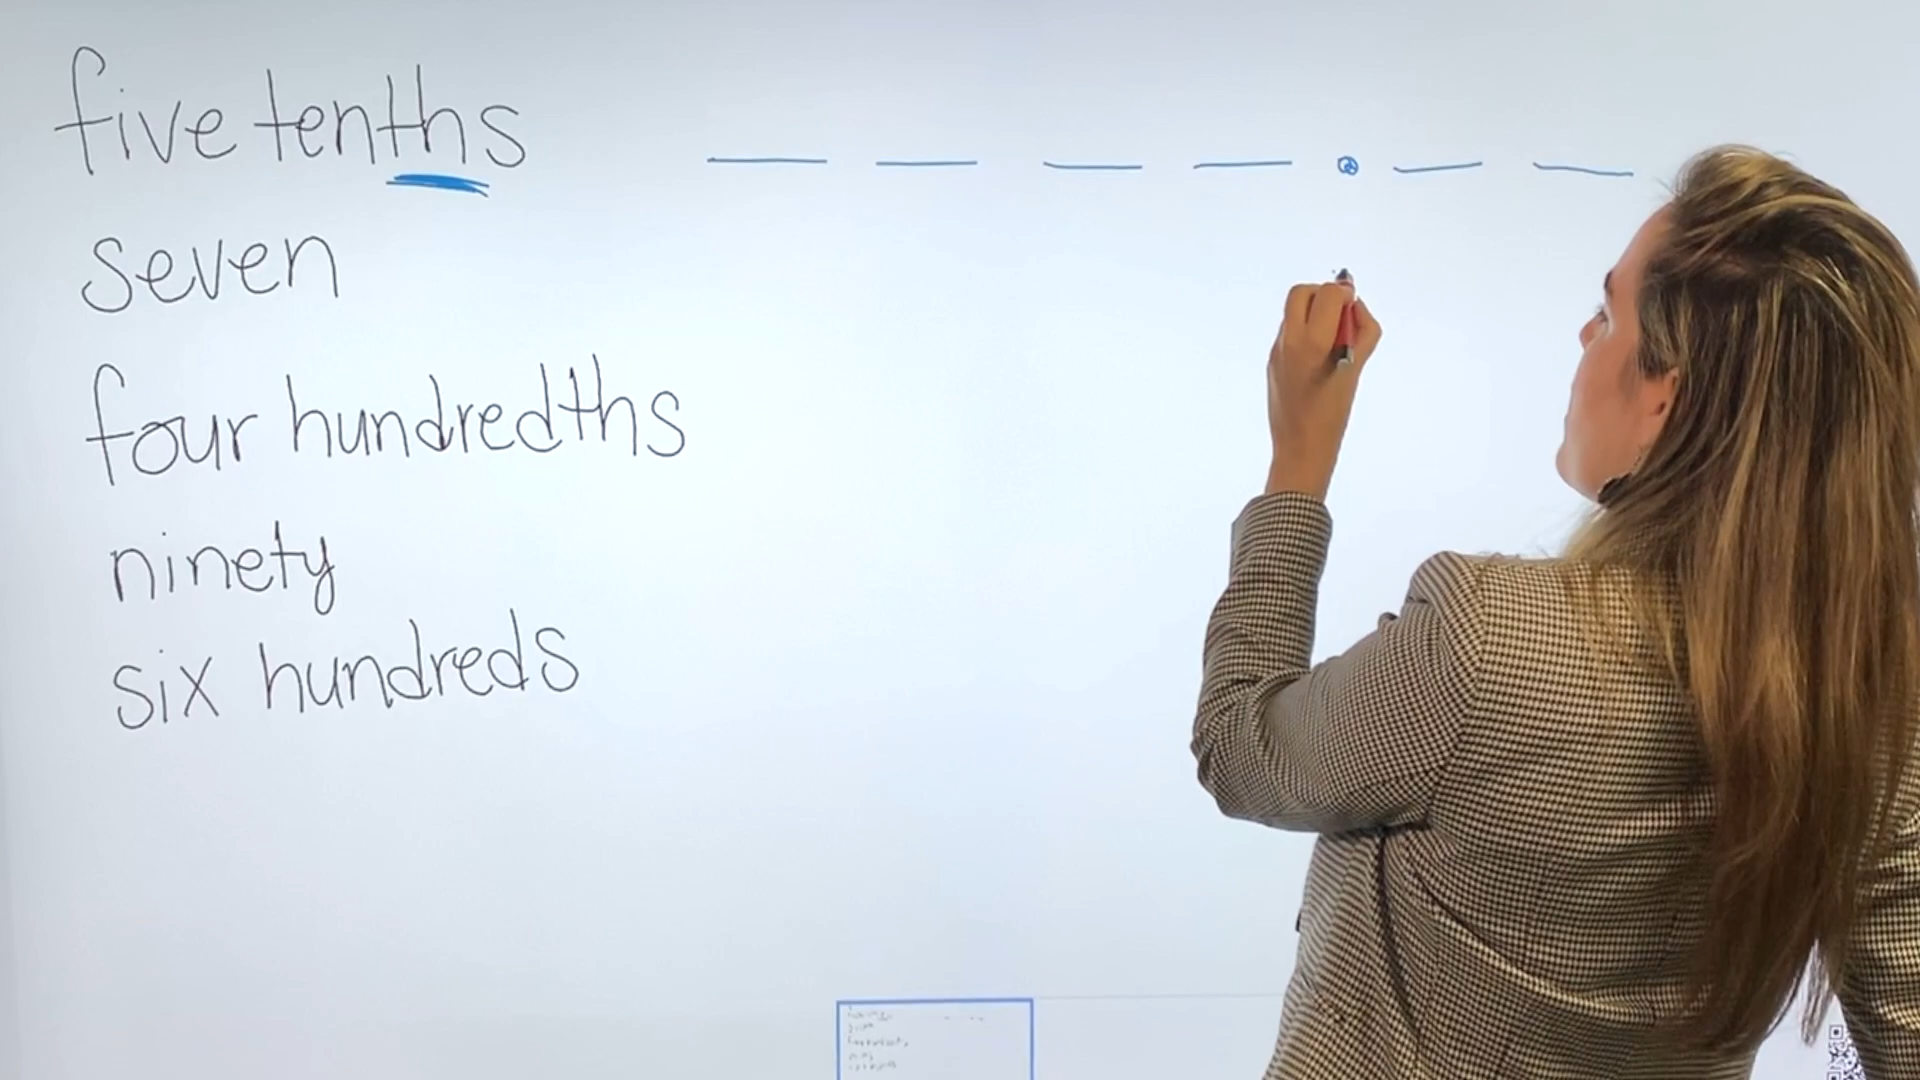 five tenths
seven
four hundredths
ninety
six hundreds